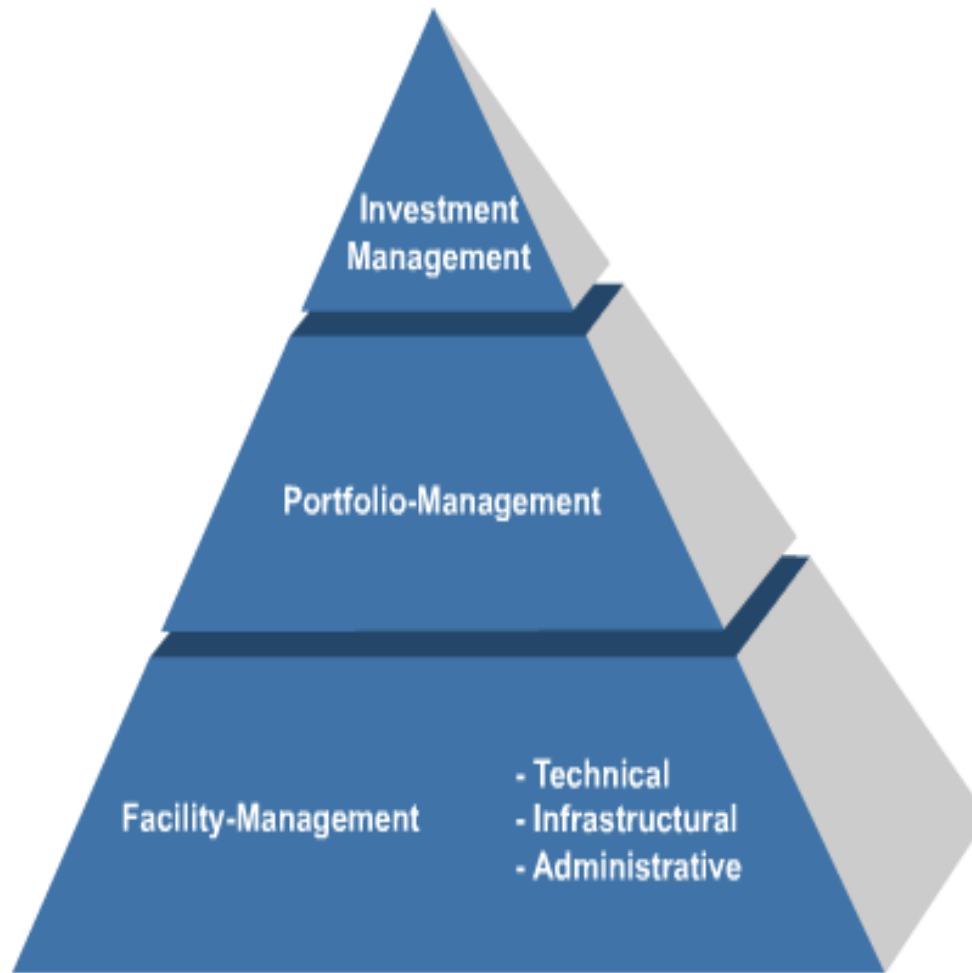 Investment
Management
Portfolio-Management
Facility-Management
- Technical
- Infrastructural
- Administrative